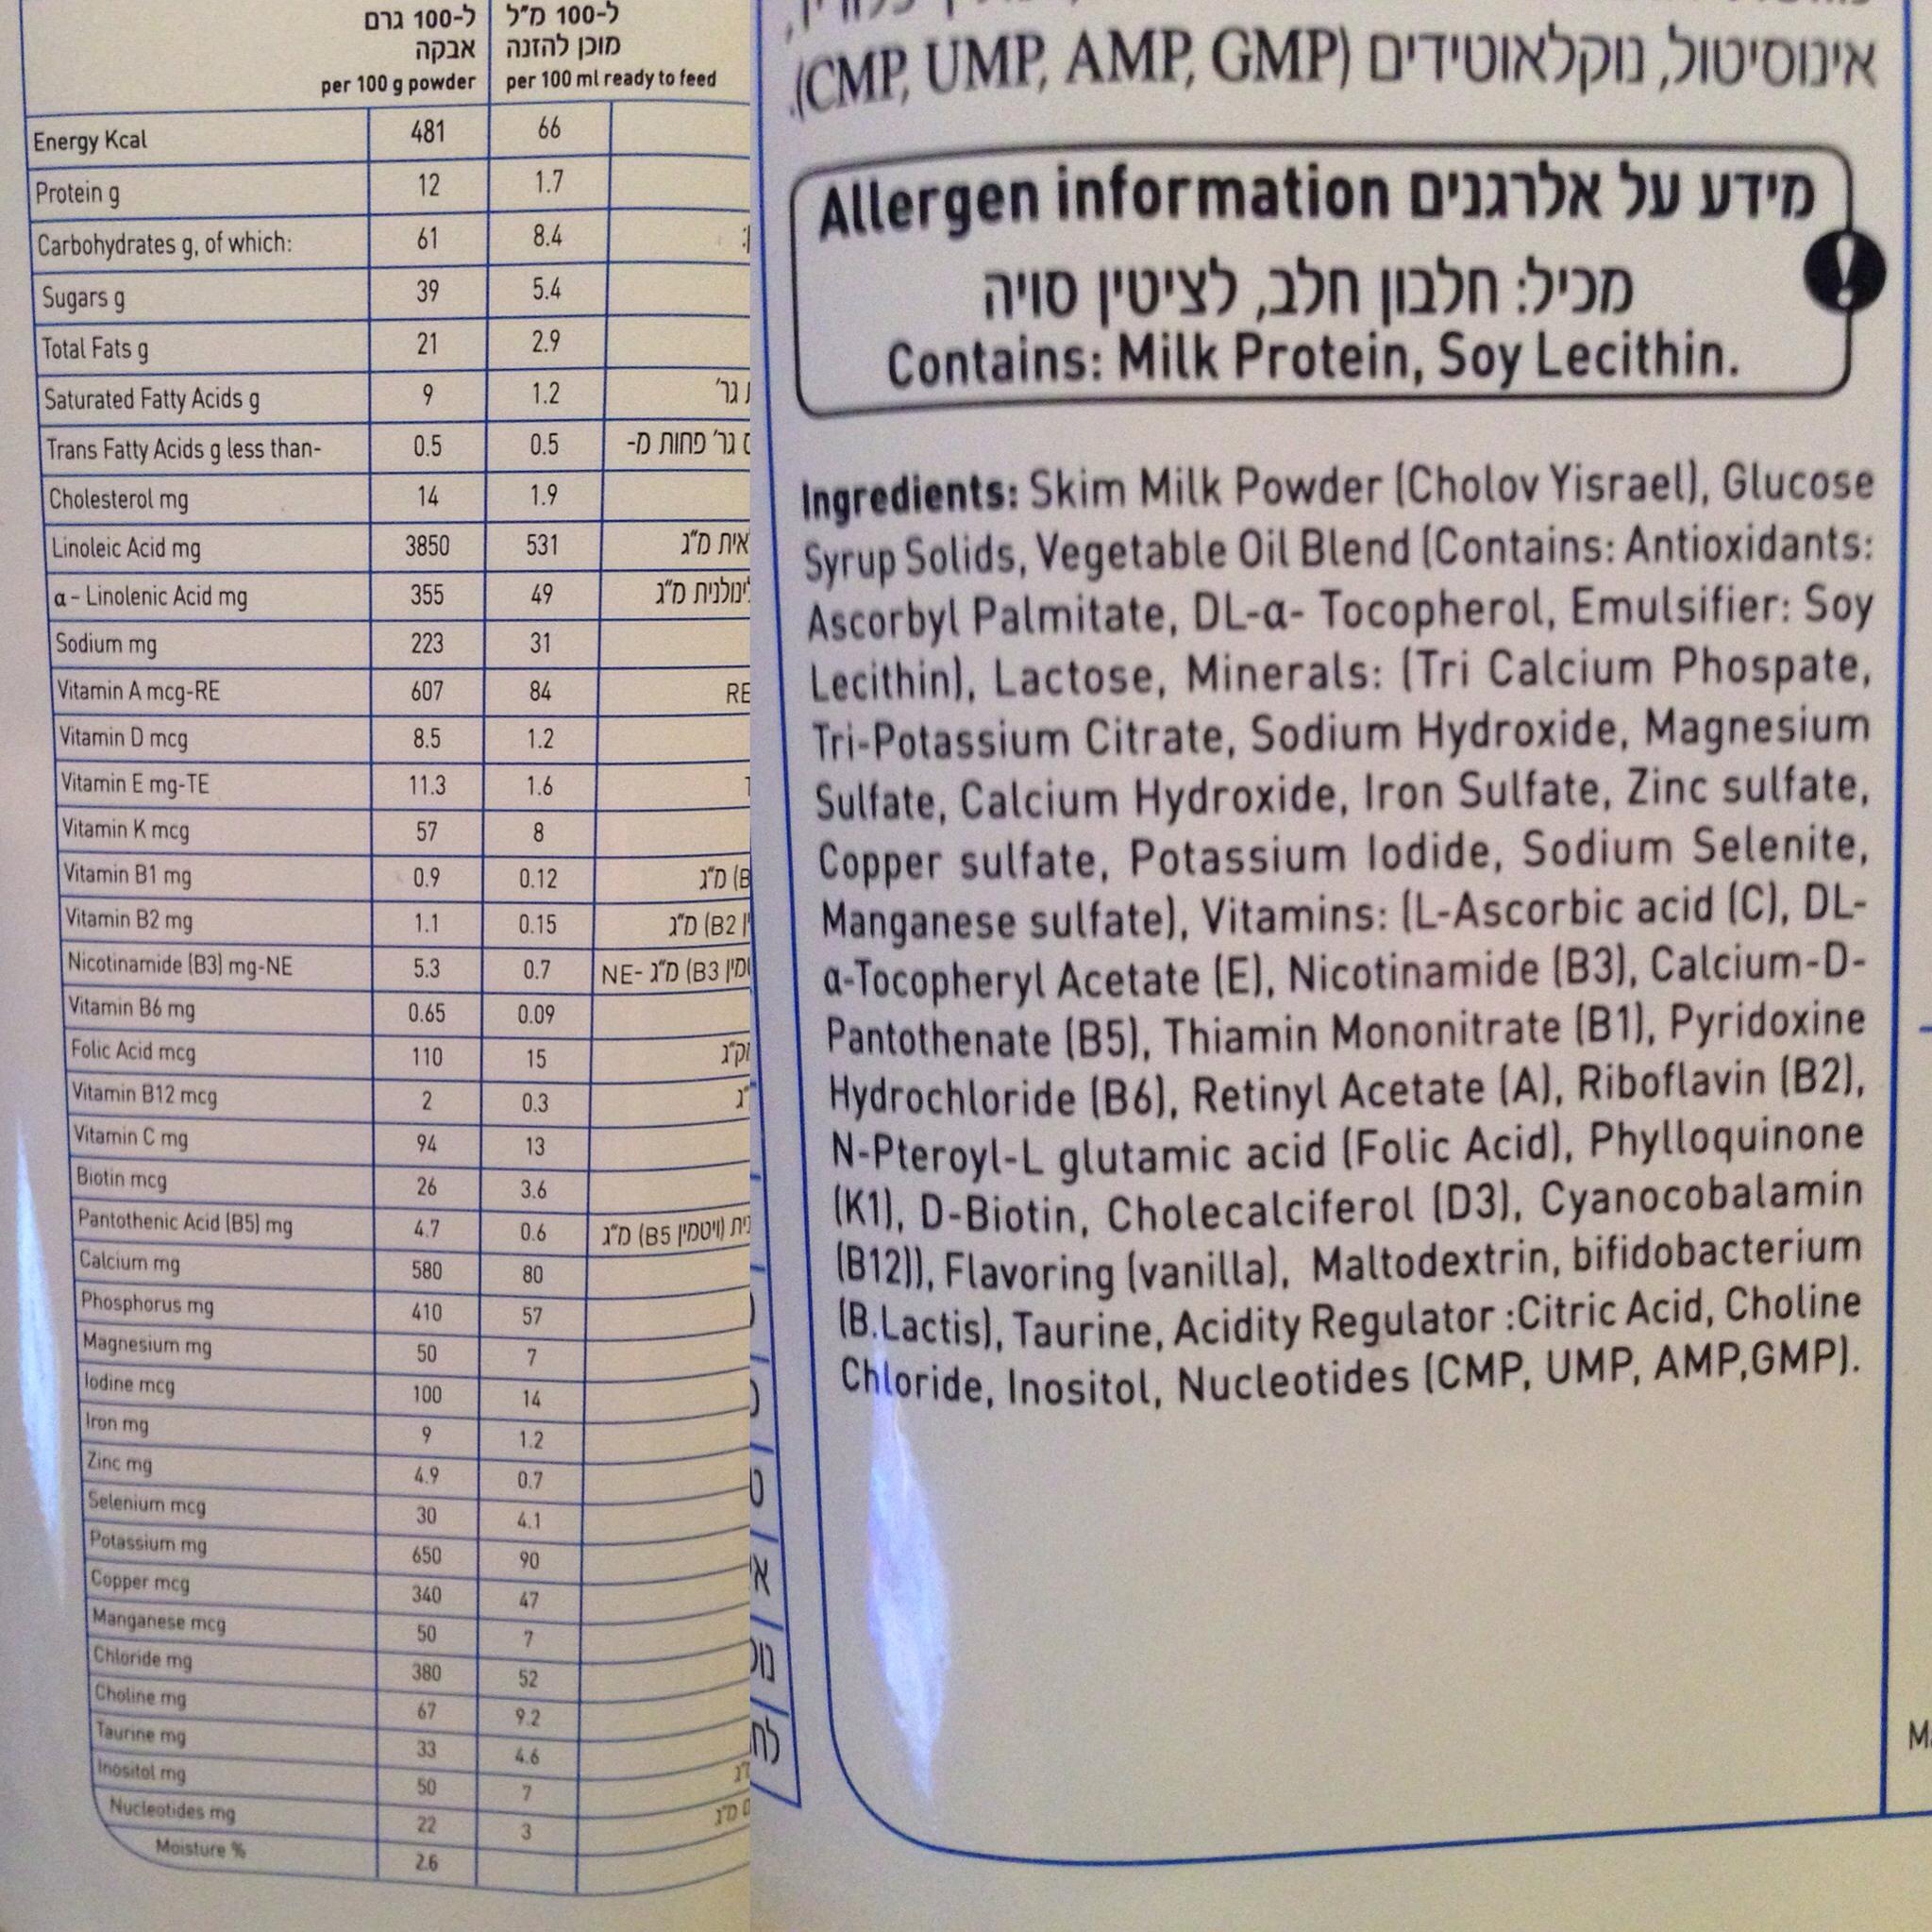 ל-100 גרם
אבקה
per 100 g powder
ל-100 מ"ל
מוכן להזנה
per 100 ml ready to feed
Energy Kcal 481 66
Protein g 12 1.7
Carbohydrates g, of which: 61 8.4
Sugars g 39 5.4
Total Fats g 21 2.9
Saturated Fatty Acids g 9 1.2 גר'
Trans Fatty Acids g less than- 0.5 0.5 גר' פחות מ-
Cholesterol mg 14 1.9
Linoleic Acid mg 3850 531 מ"ג
α - Linolenic Acid mg 355 49 מ"ג
Sodium mg 223 31
Vitamin A mcg-RE 607 84 RE
Vitamin D mcg 8.5 1.2
Vitamin E mg-TE 11.3 1.6
Vitamin K mcg 57 8
Vitamin B1 mg 0.9 0.12 מ"ג
Vitamin B2 mg 1.1 0.15 B2) מ"ג
Nicotinamide (B3) mg-NE 5.3 0.7 B3) מ"ג -NE
Vitamin B6 mg 0.65 0.09
Folic Acid mcg 110 15
Vitamin B12 mcg 2 0.3
Vitamin C mg 94 13
Biotin mcg 26 3.6
Pantothenic Acid (B5) mg 4.7 0.6 (ויטמין B5) מ"ג
Calcium mg 580 80
Phosphorus mg 410 57
Magnesium mg 50 7
Iodine mcg 100 14
Iron mg 9 1.2
Zinc mg 4.9 0.7
Selenium mcg 30 4.1
Potassium mg 650 90
Copper mcg 340 47
Manganese mcg 50 7
Chloride mg 380 52
Choline mg 67 9.2
Taurine mg 33 4.6
Inositol mg 50 7
Nucleotides mg 22 3 מ"ג
Moisture % 2.6
אינוסיטול, נוקלאוטידים (CMP, UMP, AMP, GMP).
Allergen information מידע על אלרגנים
מכיל: חלבון חלב, לציטין סויה
Contains: Milk Protein, Soy Lecithin.
Ingredients: Skim Milk Powder (Cholov Yisrael), Glucose
Syrup Solids, Vegetable Oil Blend (Contains: Antioxidants:
Ascorbyl Palmitate, DL-α- Tocopherol, Emulsifier: Soy
Lecithin), Lactose, Minerals: (Tri Calcium Phospate,
Tri-Potassium Citrate, Sodium Hydroxide, Magnesium
Sulfate, Calcium Hydroxide, Iron Sulfate, Zinc sulfate,
Copper sulfate, Potassium Iodide, Sodium Selenite,
Manganese sulfate), Vitamins: (L-Ascorbic acid (C), DL-
α-Tocopheryl Acetate (E), Nicotinamide (B3), Calcium-D-
Pantothenate (B5), Thiamin Mononitrate (B1), Pyridoxine
Hydrochloride (B6), Retinyl Acetate (A), Riboflavin (B2),
N-Pteroyl-L glutamic acid (Folic Acid), Phylloquinone
(K1), D-Biotin, Cholecalciferol (D3), Cyanocobalamin
(B12)), Flavoring (vanilla), Maltodextrin, bifidobacterium
(B.Lactis), Taurine, Acidity Regulator :Citric Acid, Choline
Chloride, Inositol, Nucleotides (CMP, UMP, AMP,GMP).